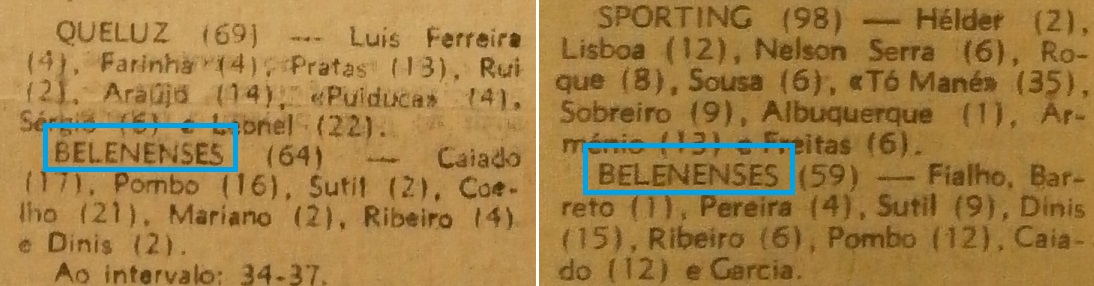 QUELUZ (69) — Luis Ferreira
(4), Farinha (4), Pratas (13), Rui
(2), Araújo (14), «Puiduca» (4),
Sérgio (6) e Leonel (22).
BELENENSES (64) — Caiado
(17), Pombo (16), Sutil (2), Coe-
lho (21), Mariano (2), Ribeiro (4)
e Dinis (2).
Ao intervalo: 34-37.
SPORTING (98) — Hélder (2),
Lisboa (12), Nelson Serra (6), Ro-
que (8), Sousa (6), «Tó Mané» (35),
Sobreiro (9), Albuquerque (1), Ar-
ménio (13) e Freitas (6).
BELENENSES (59) — Fialho, Bar-
reto (1), Pereira (4), Sutil (9), Dinis
(15), Ribeiro (6), Pombo (12), Caia-
do (12) e Garcia.